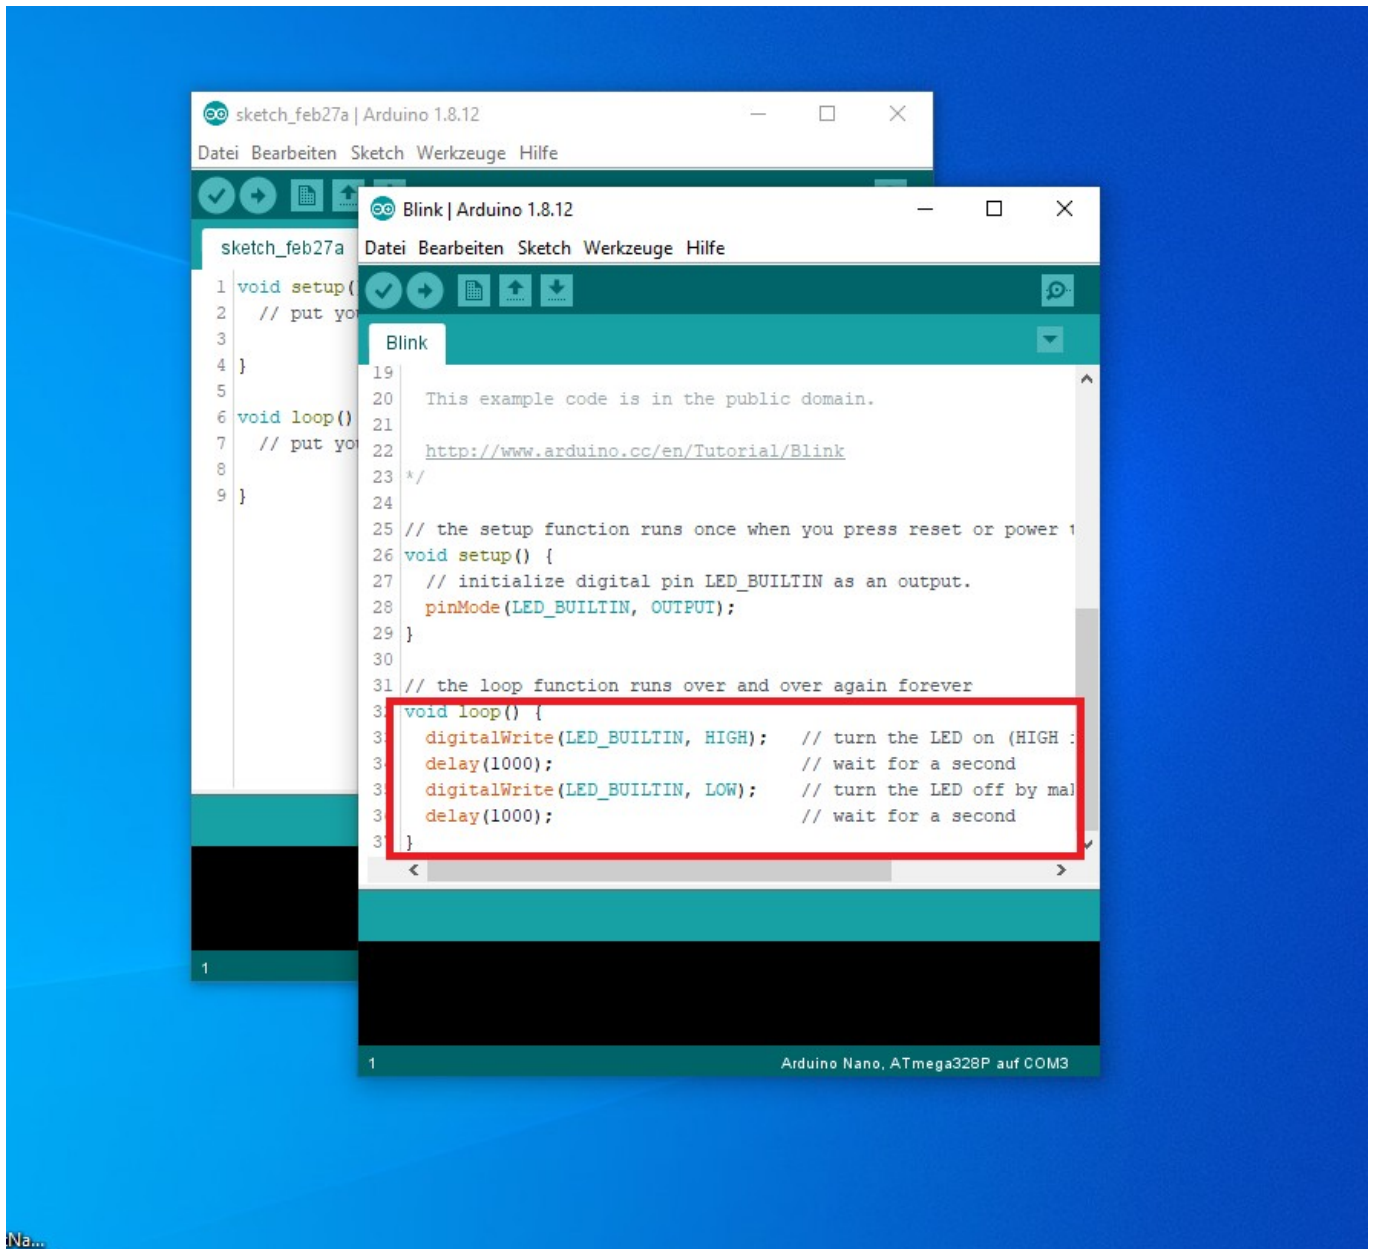 sketch_feb27a | Arduino 1.8.12
Datei Bearbeiten Sketch Werkzeuge Hilfe
sketch_feb27a
1 void setup(
2 // put you
3
4 }
5
6 void loop()
7 // put you
8
9 }
1
Blink | Arduino 1.8.12
Datei Bearbeiten Sketch Werkzeuge Hilfe
Blink
19
20 This example code is in the public domain.
21
22 http://www.arduino.cc/en/Tutorial/Blink
23 */
24
25 // the setup function runs once when you press reset or power
26 void setup() {
27 // initialize digital pin LED_BUILTIN as an output.
28 pinMode(LED_BUILTIN, OUTPUT);
29 }
30
31 // the loop function runs over and over again forever
void loop() {
digitalWrite(LED_BUILTIN, HIGH); // turn the LED on (HIGH
delay(1000); // wait for a second
digitalWrite(LED_BUILTIN, LOW); // turn the LED off by
delay(1000); // wait for a second
}
1
Arduino Nano, ATmega328P auf COM3